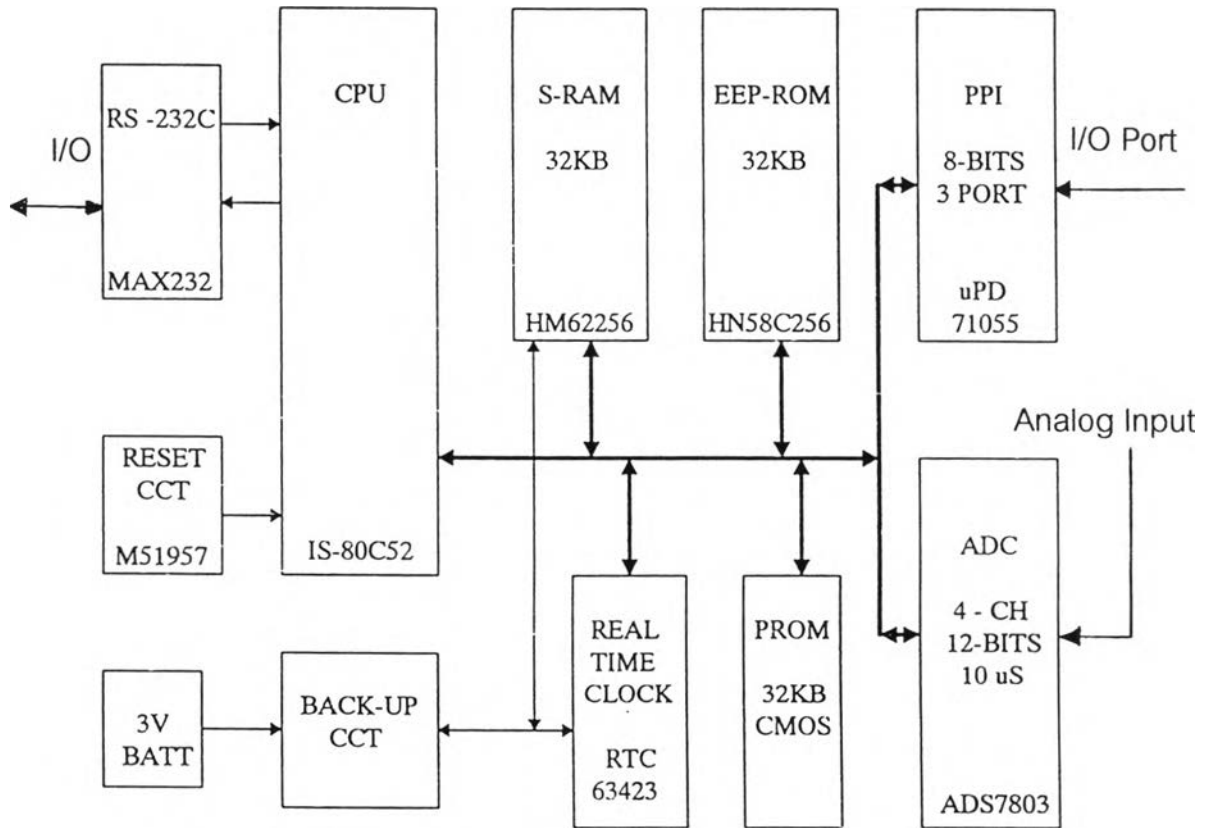 I/O
RS -232C
MAX232
CPU
IS-80C52
S-RAM
32KB
HM62256
EEP-ROM
32KB
HN58C256
PPI
8-BITS
3 PORT
uPD
71055
I/O Port
RESET
CCT
M51957
Analog Input
ADC
4 - CH
12-BITS
10 uS
ADS7803
3V
BATT
BACK-UP
CCT
REAL
TIME
CLOCK
RTC
63423
PROM
32KB
CMOS